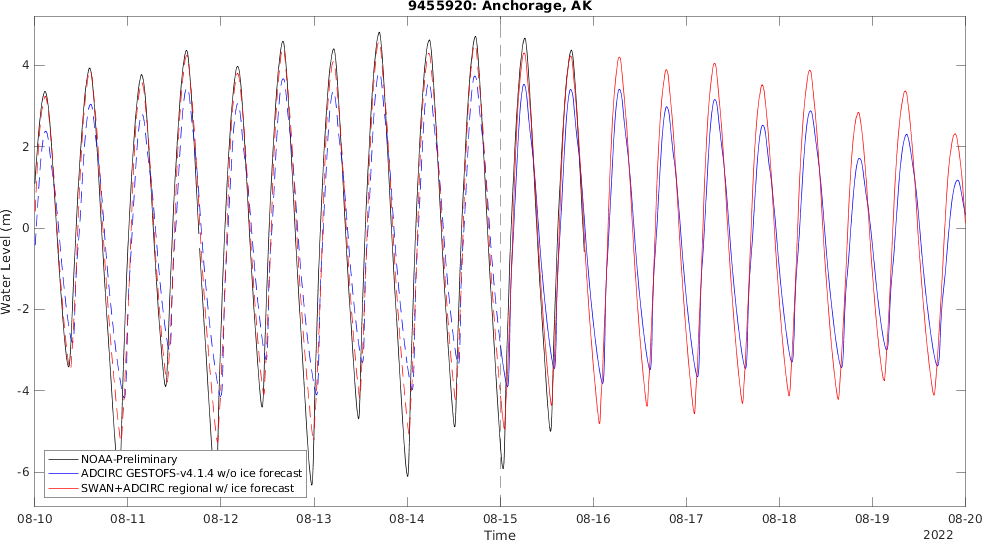 9455920: Anchorage, AK
Water Level (m)
4
2
0
-2
-4
-6
NOAA-Preliminary
ADCIRC GESTOFS-v4.1.4 w/o ice forecast
SWAN+ADCIRC regional w/ ice forecast
08-10 08-11 08-12 08-13 08-14 08-15 08-16 08-17 08-18 08-19 08-20
Time
2022